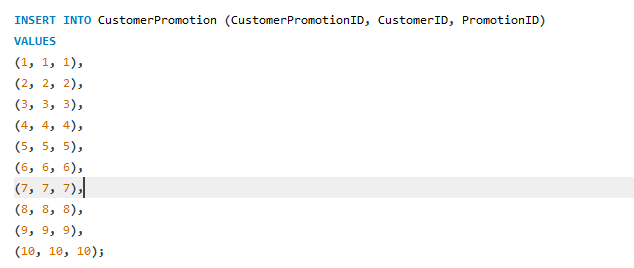 INSERT INTO CustomerPromotion (CustomerPromotionID, CustomerID, PromotionID)
VALUES
(1, 1, 1),
(2, 2, 2),
(3, 3, 3),
(4, 4, 4),
(5, 5, 5),
(6, 6, 6),
(7, 7, 7),
(8, 8, 8),
(9, 9, 9),
(10, 10, 10);